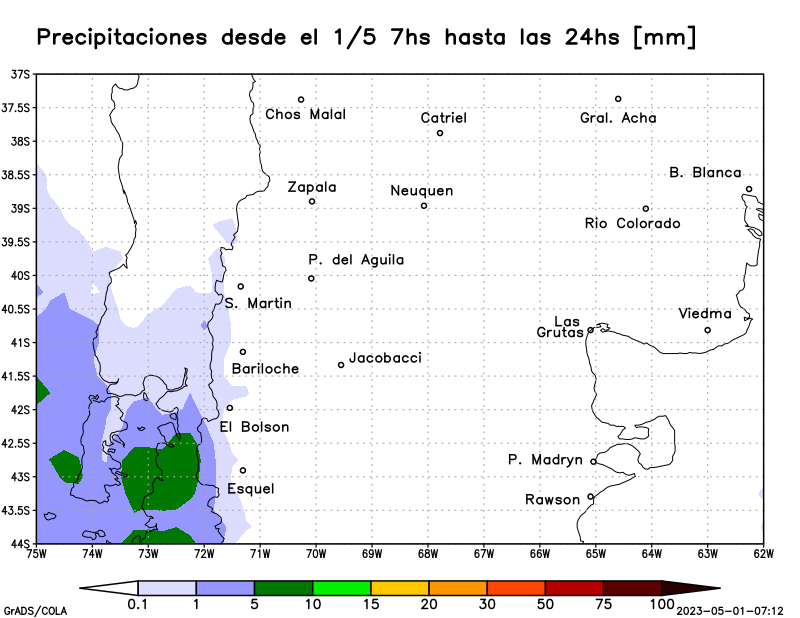 Precipitaciones desde el 1/5 7hs hasta las 24hs [mm]
37S
37.5S
38S
38.5S
39S
39.5S
40S
40.5S
41S
41.5S
42S
42.5S
43S
43.5S
44S
Chos Malal
Catriel
Gral. Acha
B. Blanca
Zapala
Neuquen
Rio Colorado
P. del Aguila
S. Martin
Viedma
Las
Grutas
Jacobacci
Bariloche
El Bolson
P. Madryn
Esquel
Rawson
75W 74W 73W 72W 71W 70W 69W 68W 67W 66W 65W 64W 63W 62W
0.1 1 5 10 15 20 30 50 75 100
GrADS/COLA
2023-05-01-07:12